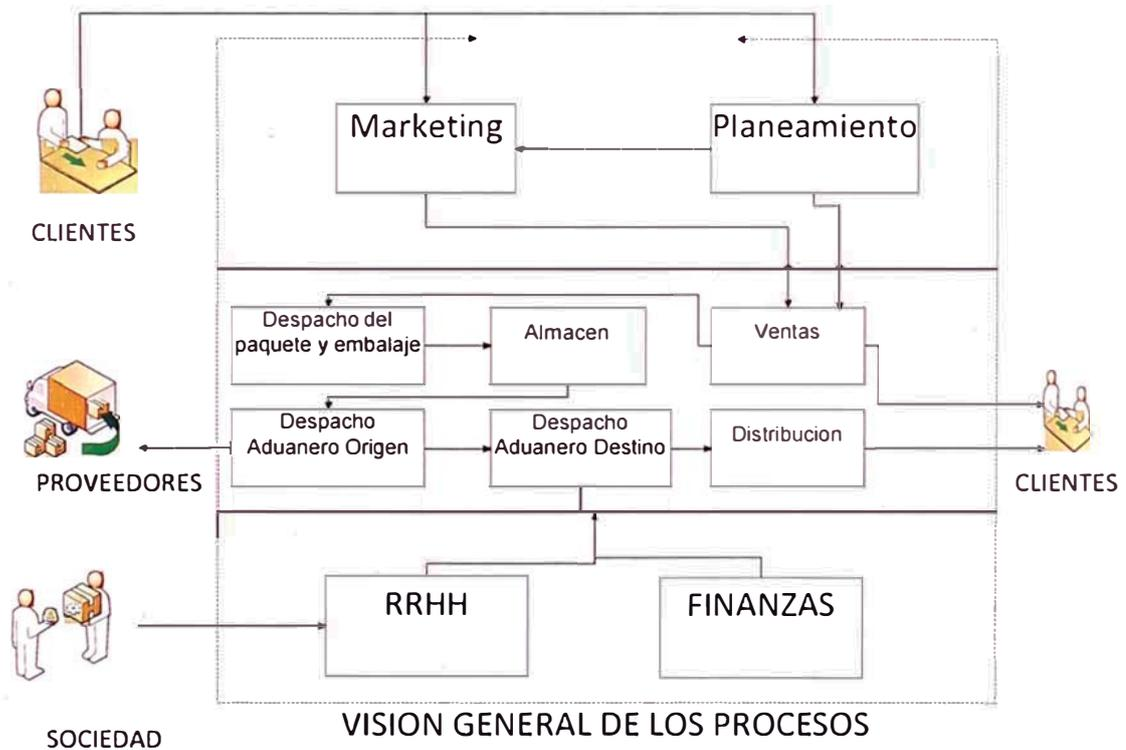 Marketing
Planeamiento
CLIENTES
Despacho del
paquete y embalaje
Almacen
Ventas
Despacho
Aduanero Origen
Despacho
Aduanero Destino
Distribucion
PROVEEDORES
CLIENTES
RRHH
FINANZAS
VISION GENERAL DE LOS PROCESOS
SOCIEDAD